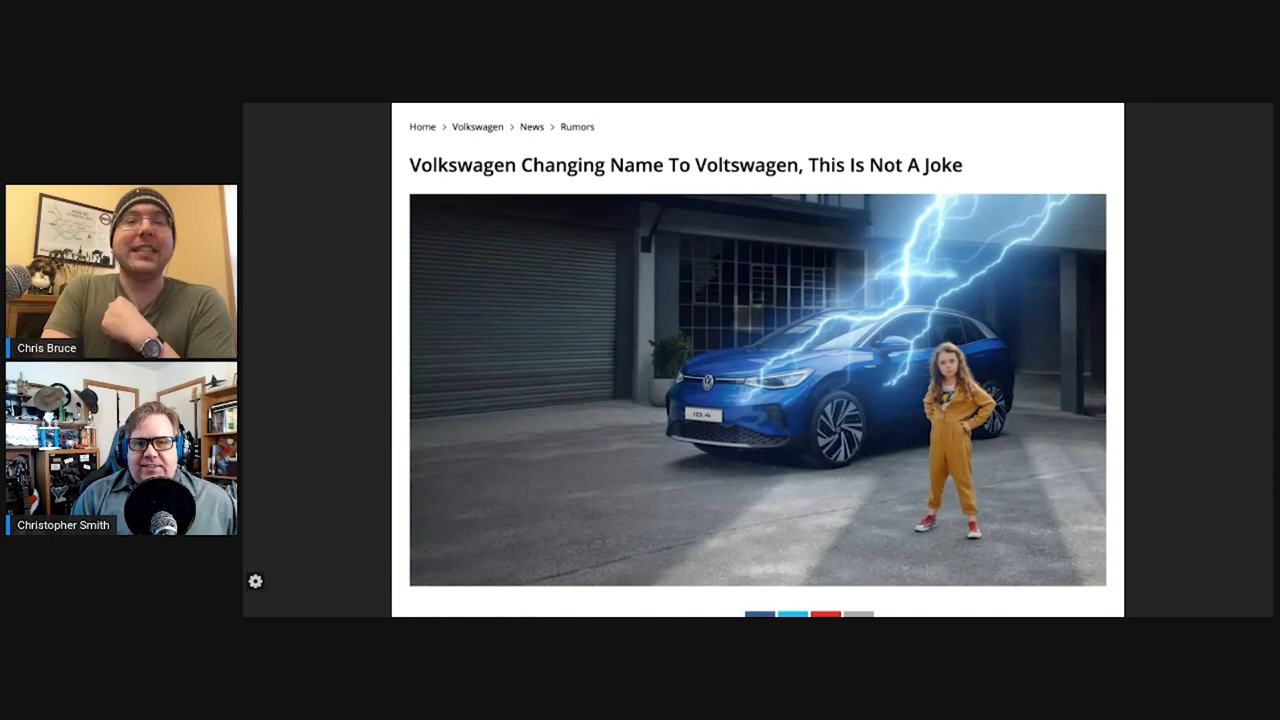 Home > Volkswagen > News > Rumors
Volkswagen Changing Name To Voltswagen, This Is Not A Joke
ID.4
Chris Bruce
Christopher Smith